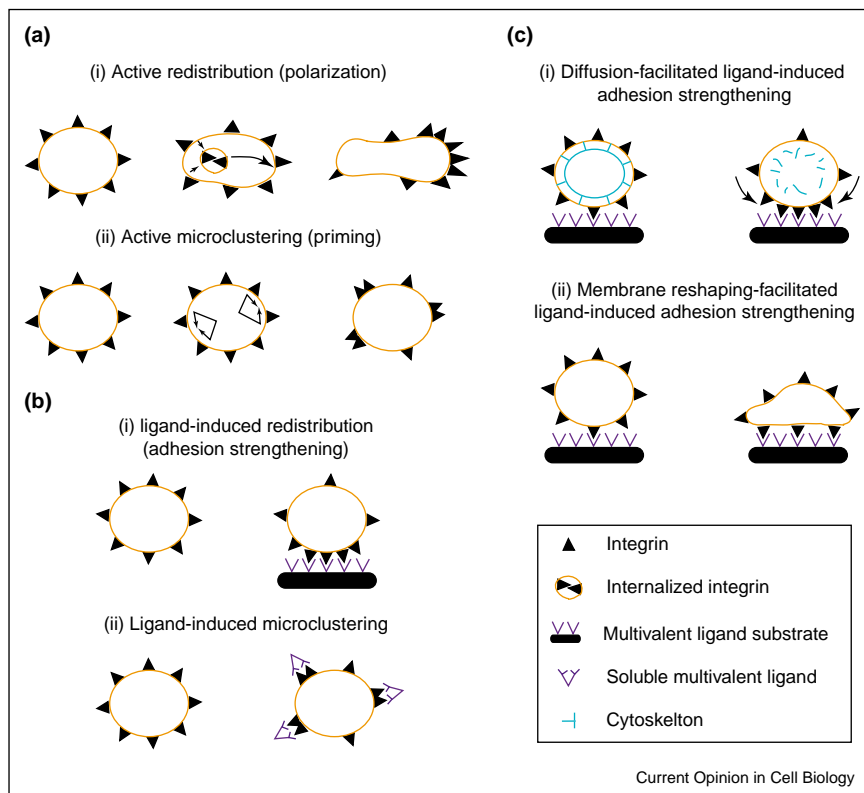 (a)
(i) Active redistribution (polarization)
(ii) Active microclustering (priming)
(b)
(i) ligand-induced redistribution
(adhesion strengthening)
(ii) Ligand-induced microclustering
(c)
(i) Diffusion-facilitated ligand-induced
adhesion strengthening
(ii) Membrane reshaping-facilitated
ligand-induced adhesion strengthening
Integrin
Internalized integrin
Multivalent ligand substrate
Soluble multivalent ligand
Cytoskelton
Current Opinion in Cell Biology